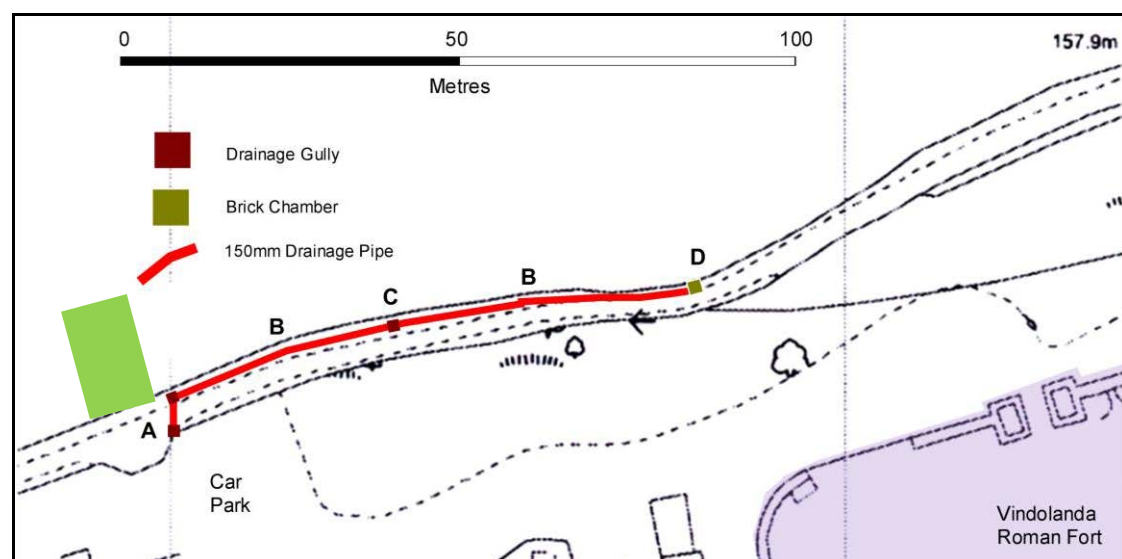 0 50 100
Metres
157.9m
Drainage Gully
Brick Chamber
150mm Drainage Pipe
D
B
C
B
A
Car
Park
Vindolanda
Roman Fort